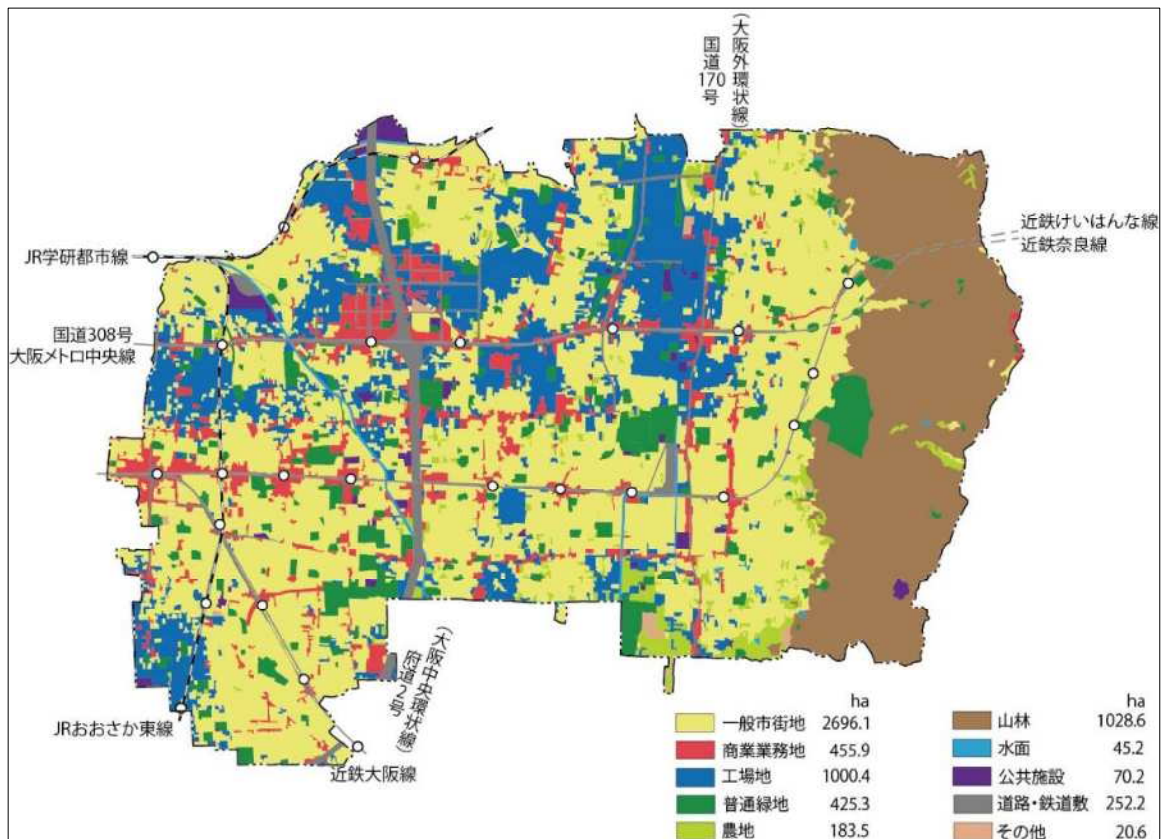 （大阪外環状線）
国道170号
近鉄けいはんな線
近鉄奈良線
JR学研都市線
国道308号
大阪メトロ中央線
（大阪中央環状線）
府道2号
JRおおさか東線
近鉄大阪線
ha
一般市街地 2696.1
商業業務地 455.9
工場地 1000.4
普通緑地 425.3
農地 183.5
ha
山林 1028.6
水面 45.2
公共施設 70.2
道路・鉄道敷 252.2
その他 20.6